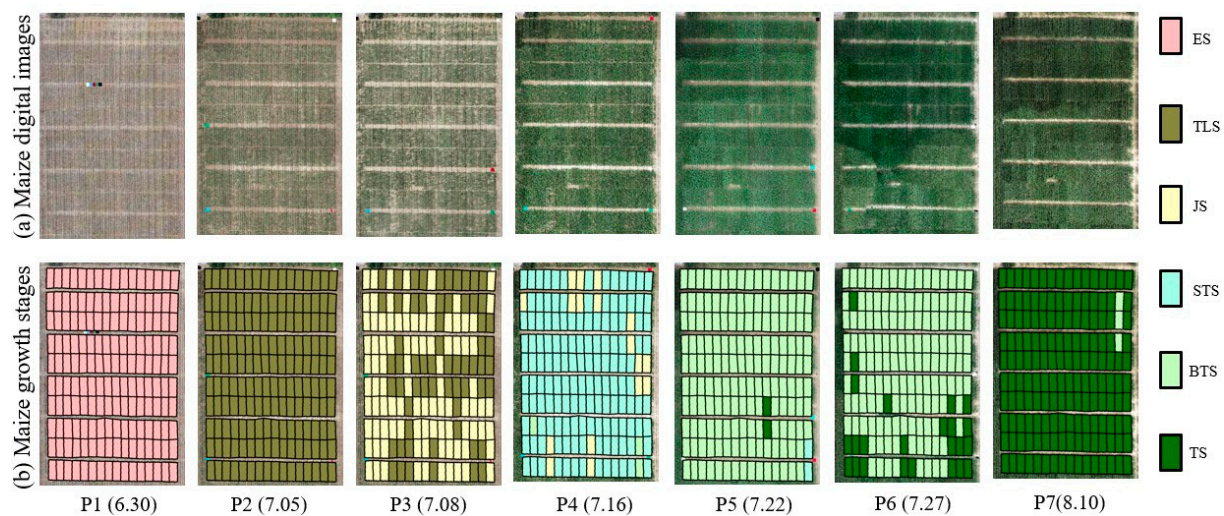 (a) Maize digital images
ES
TLS
JS
(b) Maize growth stages
STS
BTS
TS
P1 (6.30)
P2 (7.05)
P3 (7.08)
P4 (7.16)
P5 (7.22)
P6 (7.27)
P7(8.10)